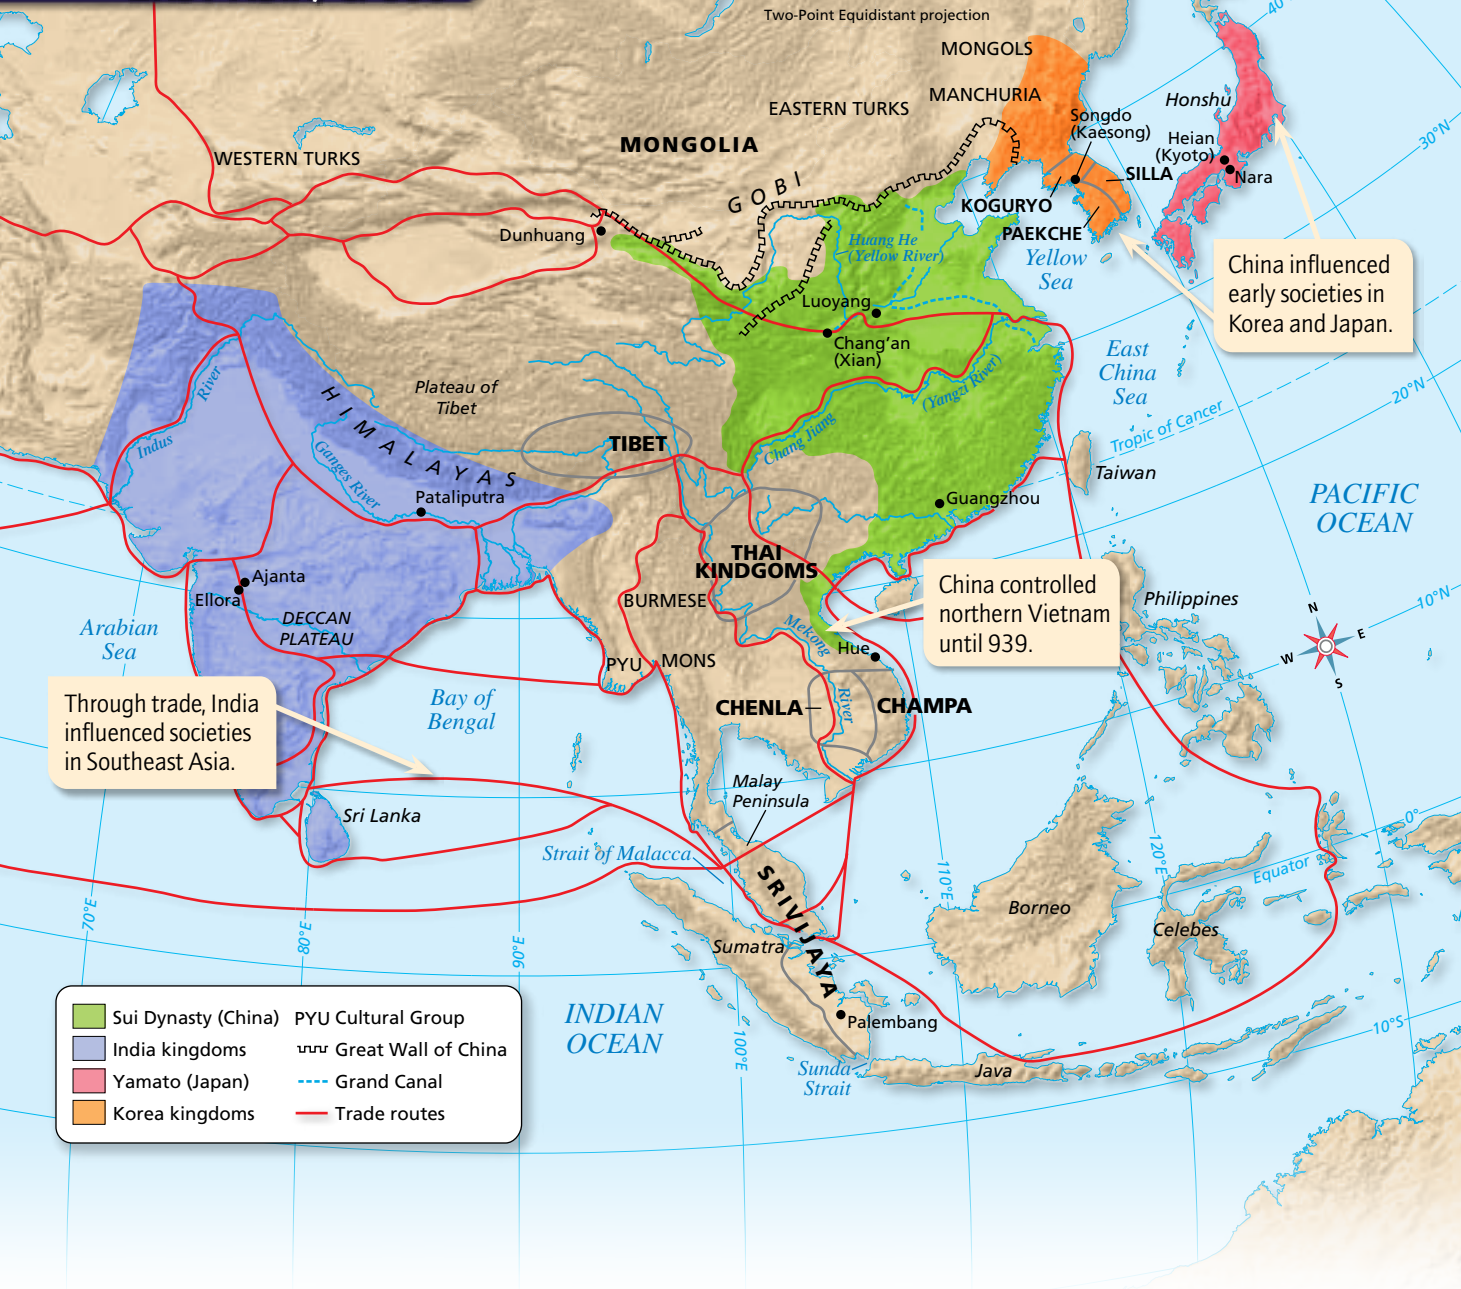 Two-Point Equidistant projection
40°
MONGOLS
MANCHURIA
EASTERN TURKS
Honshu
30°N
Songdo
(Kaesong)
Heian
(Kyoto)
MONGOLIA
WESTERN TURKS
SILLA
Nara
GOBI
KOGURYO
PAEKCHE
Dunhuang
Huang He
(Yellow River)
Yellow
Sea
China influenced
early societies in
Korea and Japan.
Luoyang
Chang’an
(Xian)
East
China
Sea
20°N
Plateau of
Tibet
Indus
River
HIMALAYAS
(Yangzi River)
Chang Jiang
Tropic of Cancer
TIBET
Ganges River
Taiwan
Pataliputra
Guangzhou
PACIFIC
OCEAN
THAI
KINDGOMS
Ajanta
Ellora
China controlled
northern Vietnam
until 939.
Philippines
10°N
N
E
W
S
DECCAN
PLATEAU
BURMESE
Arabian
Sea
Mekong
River
Hue
PYU
MONS
Bay of
Bengal
Through trade, India
influenced societies
in Southeast Asia.
CHENLA
CHAMPA
Malay
Peninsula
Sri Lanka
Strait of Malacca
0°
120°E
110°E
Equator
SRIVIJAYA
Borneo
Celebes
70°E
80°E
90°E
Sumatra
Palembang
INDIAN
OCEAN
100°E
10°S
Sunda
Strait
Java
Sui Dynasty (China)
India kingdoms
Yamato (Japan)
Korea kingdoms
PYU Cultural Group
Great Wall of China
Grand Canal
Trade routes